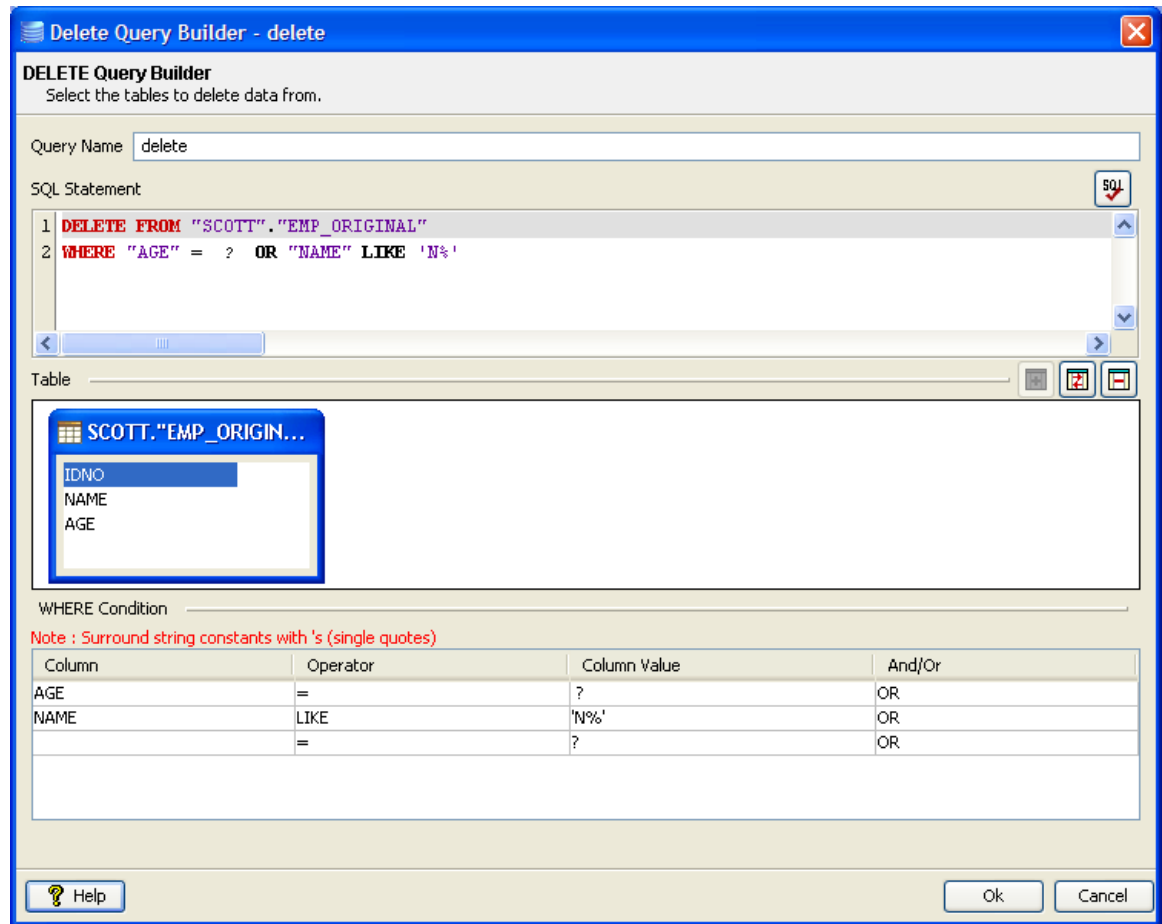 Delete Query Builder - delete
DELETE Query Builder
Select the tables to delete data from.
Query Name delete
SQL Statement
SQL
1 DELETE FROM "SCOTT"."EMP_ORIGINAL"
2 WHERE "AGE" = ? OR "NAME" LIKE 'N%'
Table
SCOTT."EMP_ORIGIN...
IDNO
NAME
AGE
WHERE Condition
Note : Surround string constants with 's (single quotes)
Column Operator Column Value And/Or
AGE = ? OR
NAME LIKE 'N%' OR
= ? OR
Help Ok Cancel